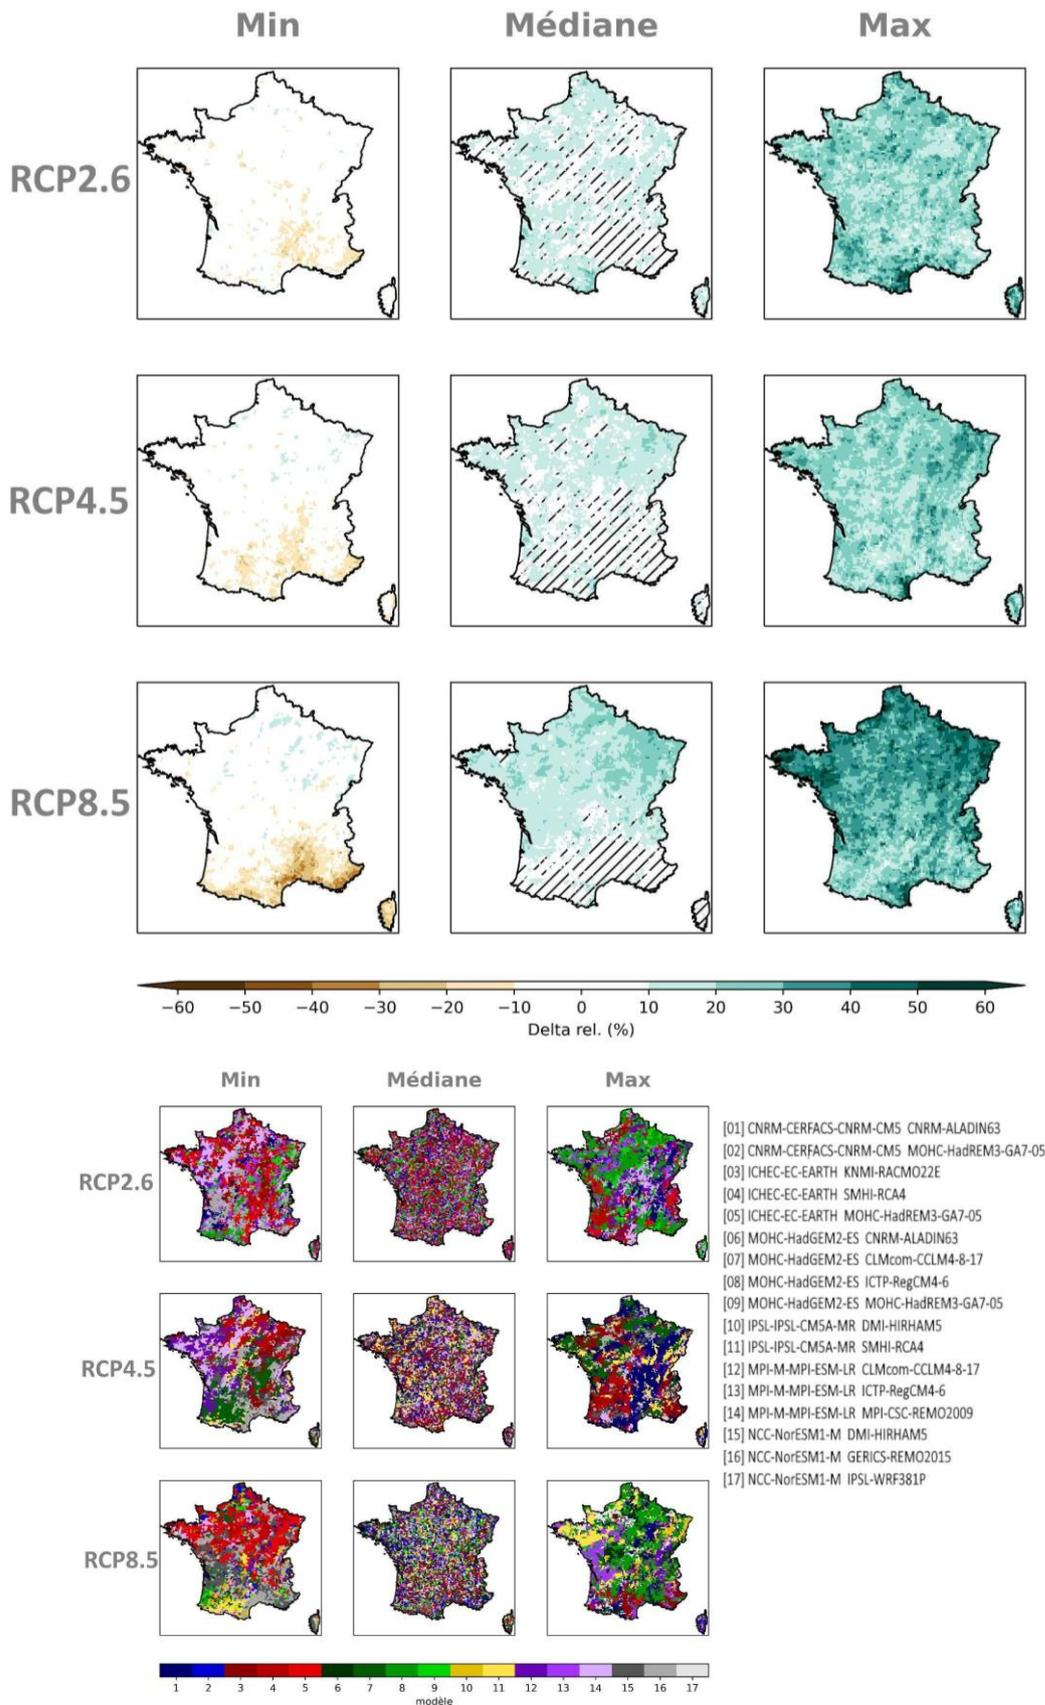 Min Médiane Max
RCP2.6
RCP4.5
RCP8.5
−60 −50 −40 −30 −20 −10 0 10 20 30 40 50 60
Delta rel. (%)
Min Médiane Max
RCP2.6
RCP4.5
RCP8.5
[01] CNRM-CERFACS-CNRM-CM5 CNRM-ALADIN63
[02] CNRM-CERFACS-CNRM-CM5 MOHC-HadREM3-GA7-05
[03] ICHEC-EC-EARTH KNMI-RACMO22E
[04] ICHEC-EC-EARTH SMHI-RCA4
[05] ICHEC-EC-EARTH MOHC-HadREM3-GA7-05
[06] MOHC-HadGEM2-ES CNRM-ALADIN63
[07] MOHC-HadGEM2-ES CLMcom-CCLM4-8-17
[08] MOHC-HadGEM2-ES ICTP-RegCM4-6
[09] MOHC-HadGEM2-ES MOHC-HadREM3-GA7-05
[10] IPSL-IPSL-CM5A-MR DMI-HIRHAM5
[11] IPSL-IPSL-CM5A-MR SMHI-RCA4
[12] MPI-M-MPI-ESM-LR CLMcom-CCLM4-8-17
[13] MPI-M-MPI-ESM-LR ICTP-RegCM4-6
[14] MPI-M-MPI-ESM-LR MPI-CSC-REMO2009
[15] NCC-NorESM1-M DMI-HIRHAM5
[16] NCC-NorESM1-M GERICS-REMO2015
[17] NCC-NorESM1-M IPSL-WRF381P
1 2 3 4 5 6 7 8 9 10 11 12 13 14 15 16 17
modèle